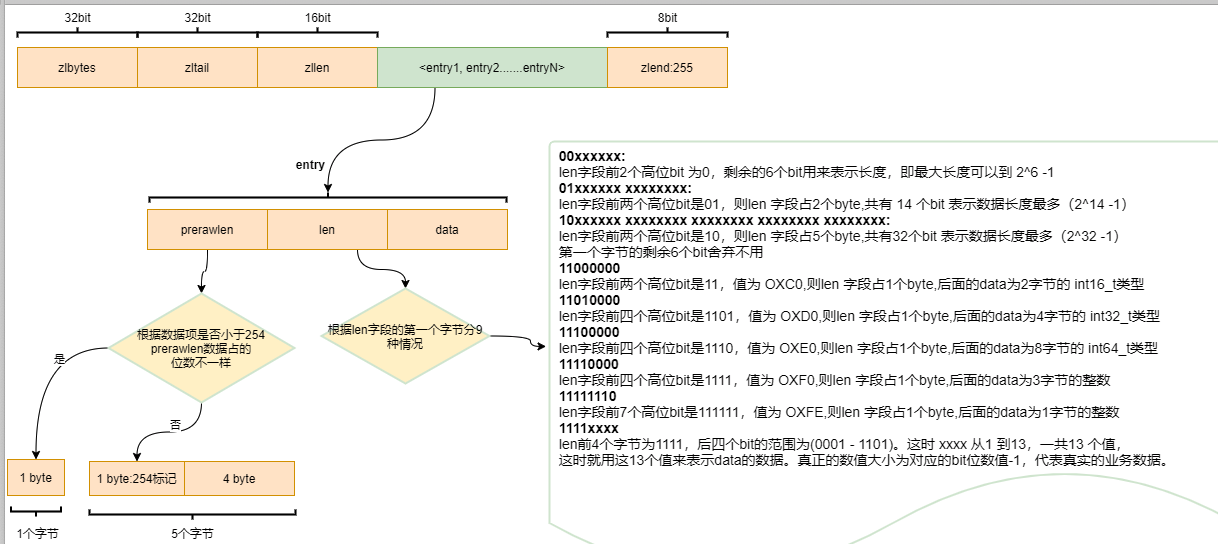 32bit
32bit
16bit
8bit
zlbytes
zltail
zllen
<entry1, entry2.......entryN>
zlend:255
entry
prerawlen
len
data
根据数据项是否小于254
prerawlen数据占的
位数不一样
根据len字段的第一个字节分9
种情况
是
否
1 byte
1 byte:254标记
4 byte
1个字节
5个字节
00xxxxxx:
len字段前2个高位bit 为0，剩余的6个bit用来表示长度，即最大长度可以到 2^6 -1
01xxxxxx xxxxxxxx:
len字段前两个高位bit是01，则len 字段占2个byte,共有 14 个bit 表示数据长度最多（2^14 -1）
10xxxxxx xxxxxxxx xxxxxxxx xxxxxxxx xxxxxxxx:
len字段前两个高位bit是10，则len 字段占5个byte,共有32个bit 表示数据长度最多（2^32 -1）
第一个字节的剩余6个bit舍弃不用
11000000
len字段前两个高位bit是11，值为 OXC0,则len 字段占1个byte,后面的data为2字节的 int16_t类型
11010000
len字段前四个高位bit是1101，值为 OXD0,则len 字段占1个byte,后面的data为4字节的 int32_t类型
11100000
len字段前四个高位bit是1110，值为 OXE0,则len 字段占1个byte,后面的data为8字节的 int64_t类型
11110000
len字段前四个高位bit是1111，值为 OXF0,则len 字段占1个byte,后面的data为3字节的整数
11111110
len字段前7个高位bit是111111，值为 OXFE,则len 字段占1个byte,后面的data为1字节的整数
1111xxxx
len前4个字节为1111，后四个bit的范围为(0001 - 1101)。这时 xxxx 从1 到13，一共13 个值，
这时就用这13个值来表示data的数据。真正的数值大小为对应的bit位数值-1，代表真实的业务数据。